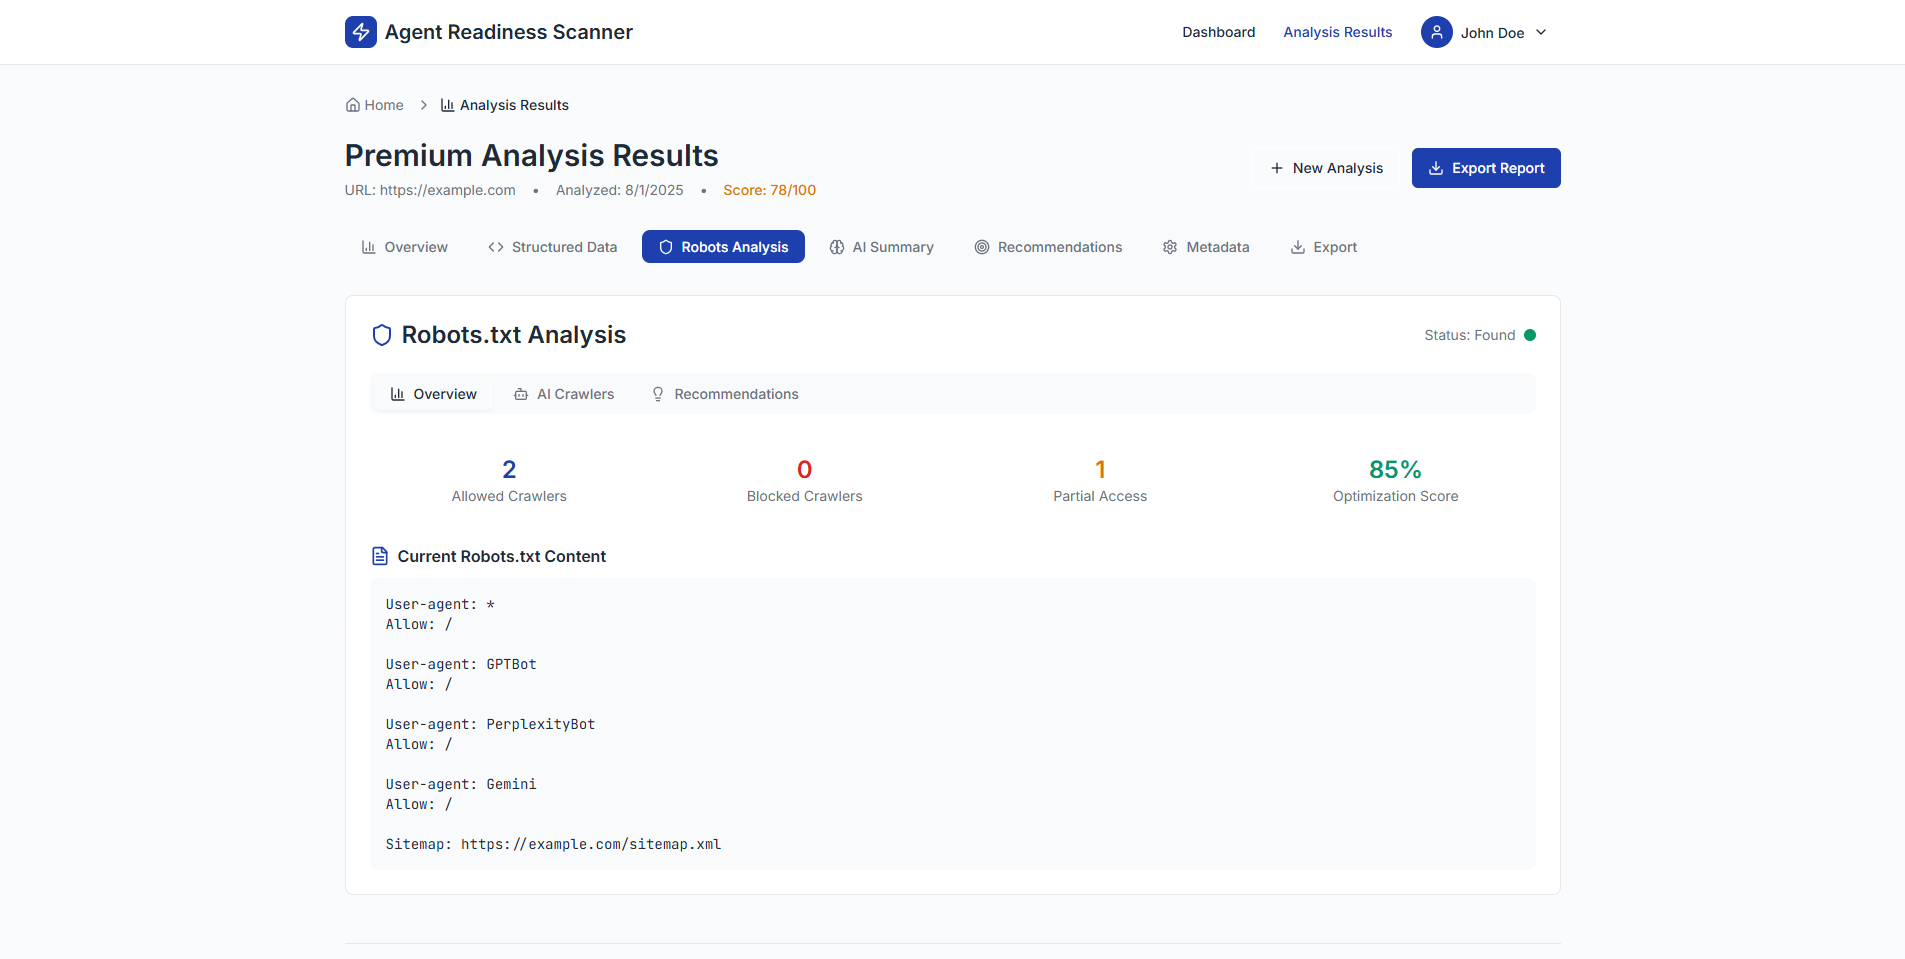 Agent Readiness Scanner
Dashboard
Analysis Results
John Doe
Home
Analysis Results
Premium Analysis Results
URL: https://example.com • Analyzed: 8/1/2025 • Score: 78/100
New Analysis
Export Report
Overview
Structured Data
Robots Analysis
AI Summary
Recommendations
Metadata
Export
Robots.txt Analysis
Status: Found
Overview
AI Crawlers
Recommendations
2
Allowed Crawlers
0
Blocked Crawlers
1
Partial Access
85%
Optimization Score
Current Robots.txt Content
User-agent: *
Allow: /
User-agent: GPTBot
Allow: /
User-agent: PerplexityBot
Allow: /
User-agent: Gemini
Allow: /
Sitemap: https://example.com/sitemap.xml